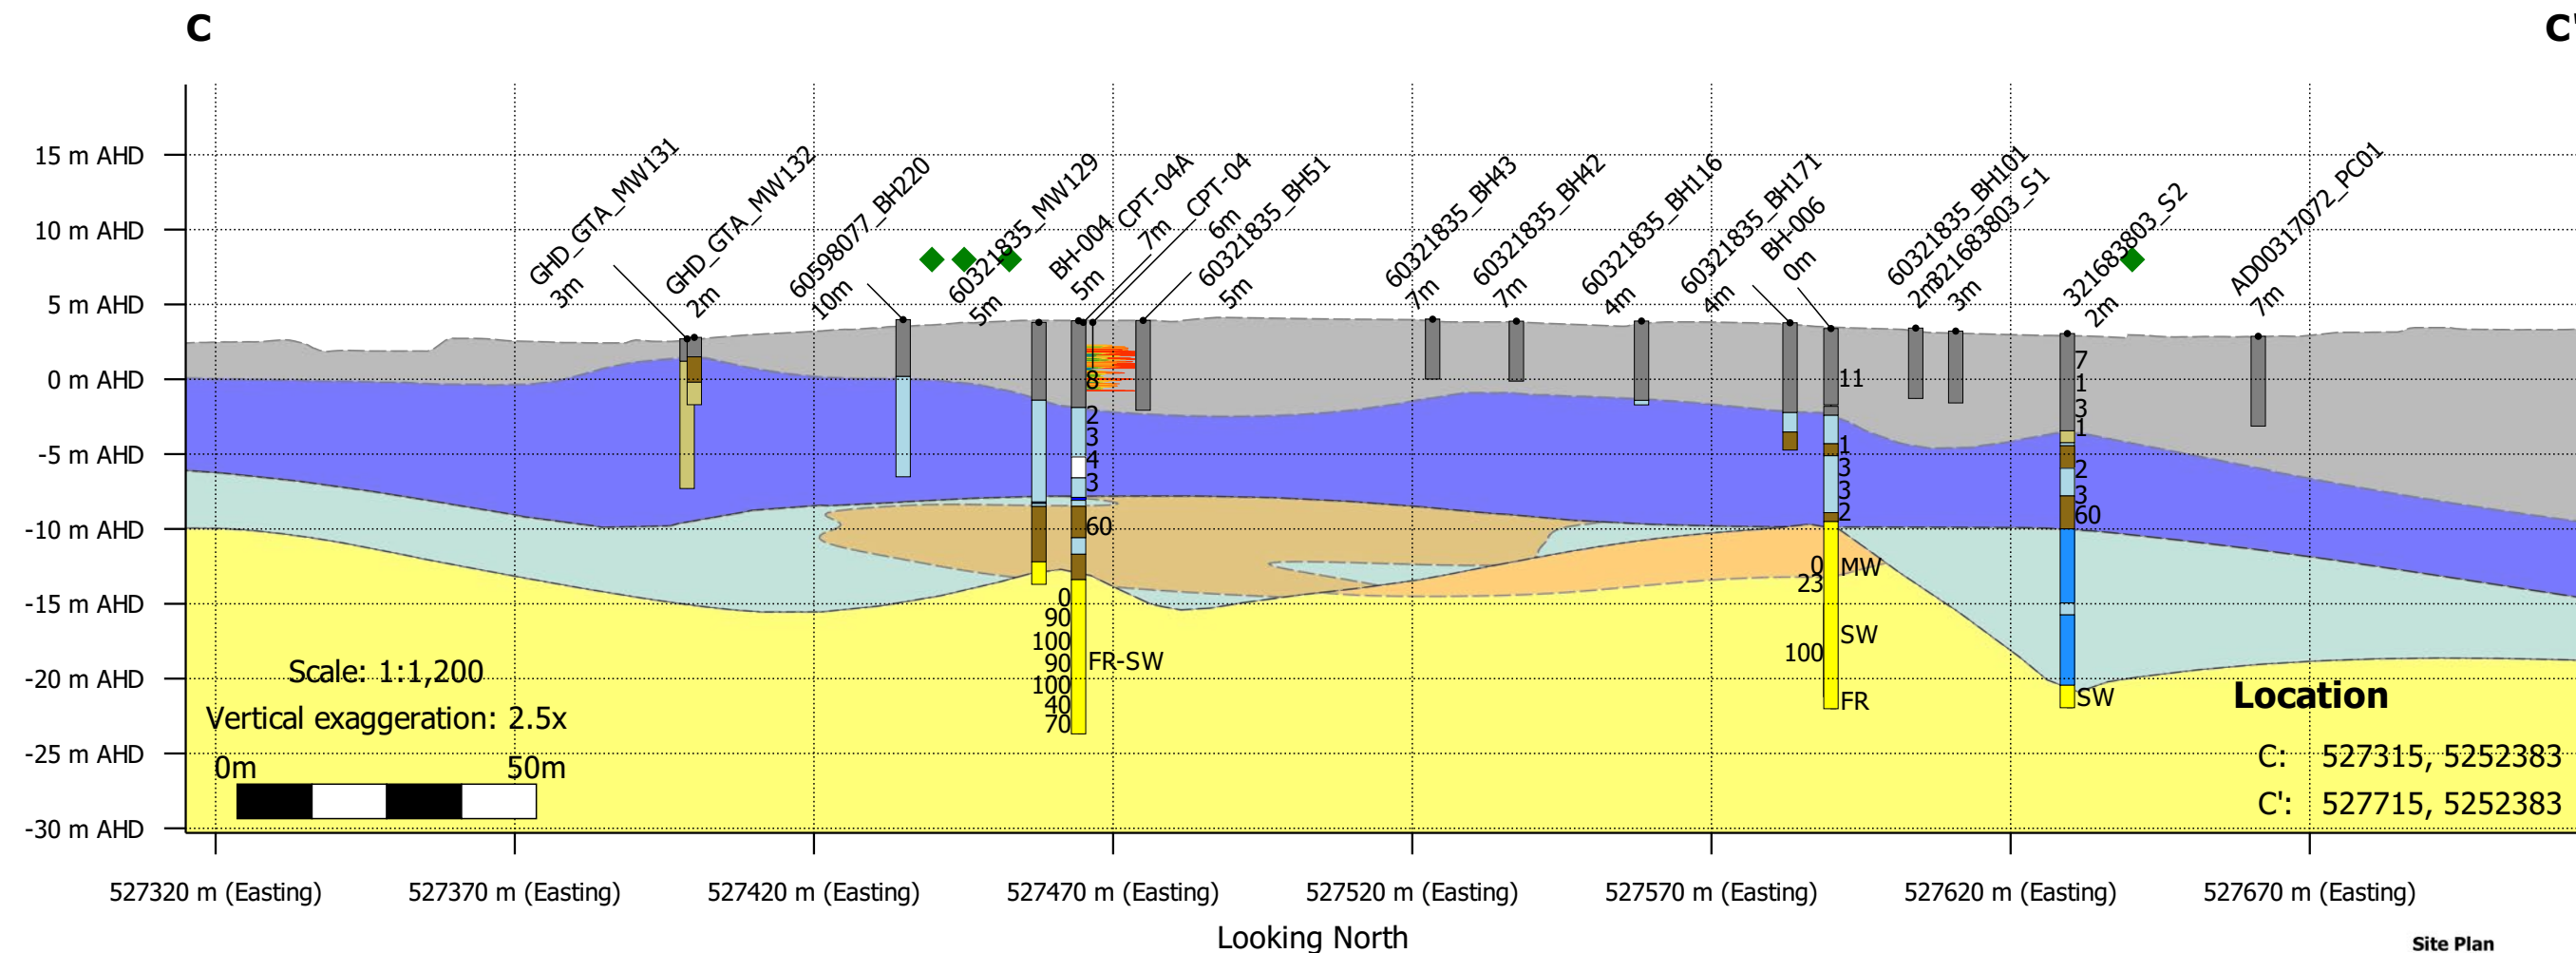 C
C'
15 m AHD
10 m AHD
5 m AHD
0 m AHD
-5 m AHD
-10 m AHD
-15 m AHD
-20 m AHD
-25 m AHD
-30 m AHD
GHD_GTA_MW131
3m
GHD_GTA_MW132
2m
60598077_BH220
10m
60321835_MW129
5m
BH-004
5m
CPT-04A
7m
CPT-04
6m
60321835_BH51
5m
60321835_BH43
7m
60321835_BH42
7m
60321835_BH116
4m
60321835_BH171
4m
BH-006
0m
60321835_BH101
2m
321683803_S1
3m
321683803_S2
2m
AD00317072_PC01
7m
8
2
3
4
3
60
0
90
100
90
100
40
70
FR-SW
11
1
3
3
2
0
23
100
MW
SW
FR
7
1
3
1
2
3
60
SW
Scale: 1:1,200
Vertical exaggeration: 2.5x
0m 50m
Location
C: 527315, 5252383
C': 527715, 5252383
527320 m (Easting)
527370 m (Easting)
527420 m (Easting)
527470 m (Easting)
527520 m (Easting)
527570 m (Easting)
527620 m (Easting)
527670 m (Easting)
Looking North
Site Plan